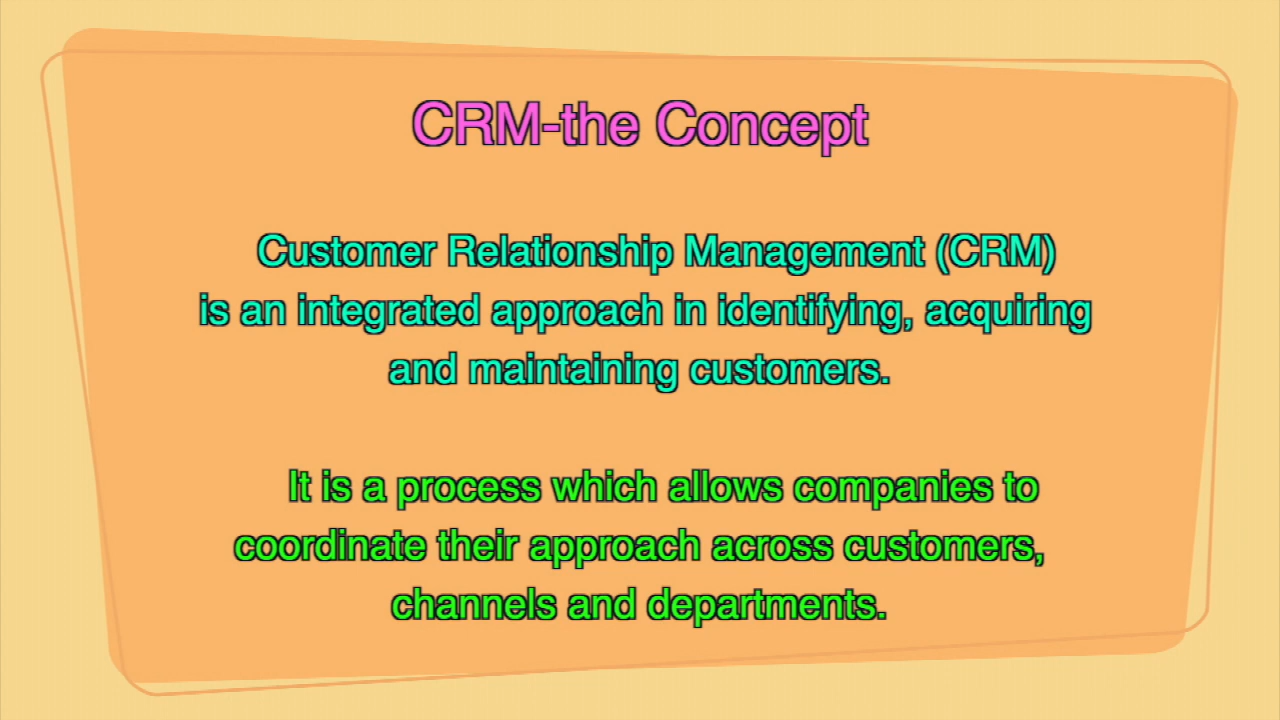 CRM-the Concept
Customer Relationship Management (CRM)
is an integrated approach in identifying, acquiring
and maintaining customers.
It is a process which allows companies to
coordinate their approach across customers,
channels and departments.